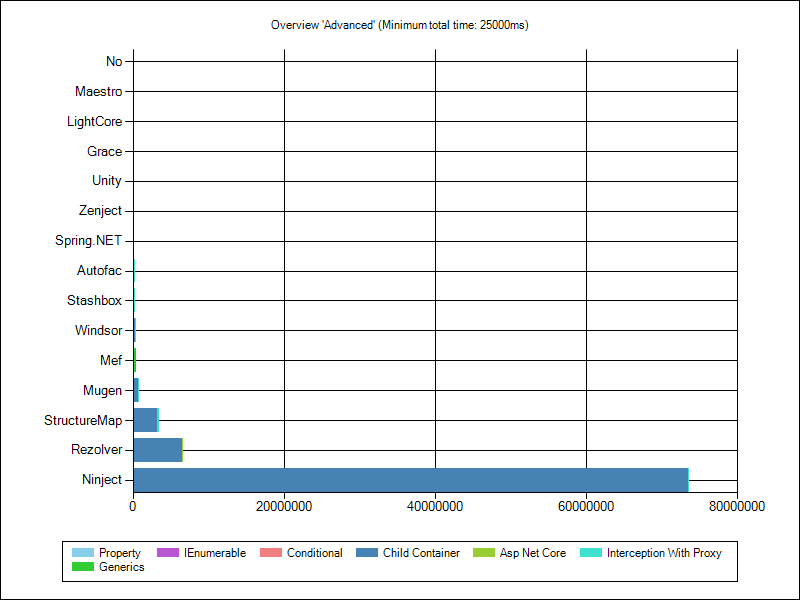 Overview 'Advanced' (Minimum total time: 25000ms)
No
Maestro
LightCore
Grace
Unity
Zenject
Spring.NET
Autofac
Stashbox
Windsor
Mef
Mugen
StructureMap
Rezolver
Ninject
0 20000000 40000000 60000000 80000000
Property IEnumerable Conditional Child Container Asp Net Core Interception With Proxy
Generics